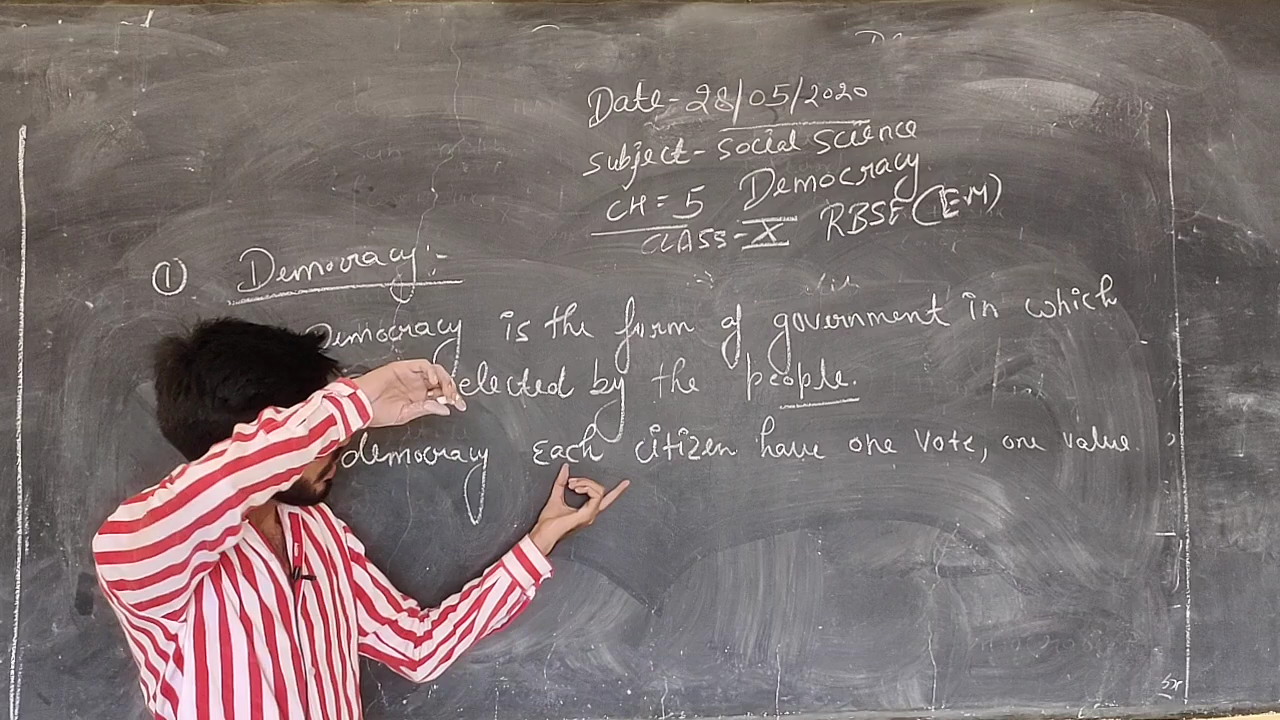 Date-28/05/2020
Subject-Social Science
CH=5 Democracy
CLASS-X RBSE(EM)
① Democracy:-
Democracy is the form of government in which
elected by the people.
democracy Each citizen have one vote, one value.